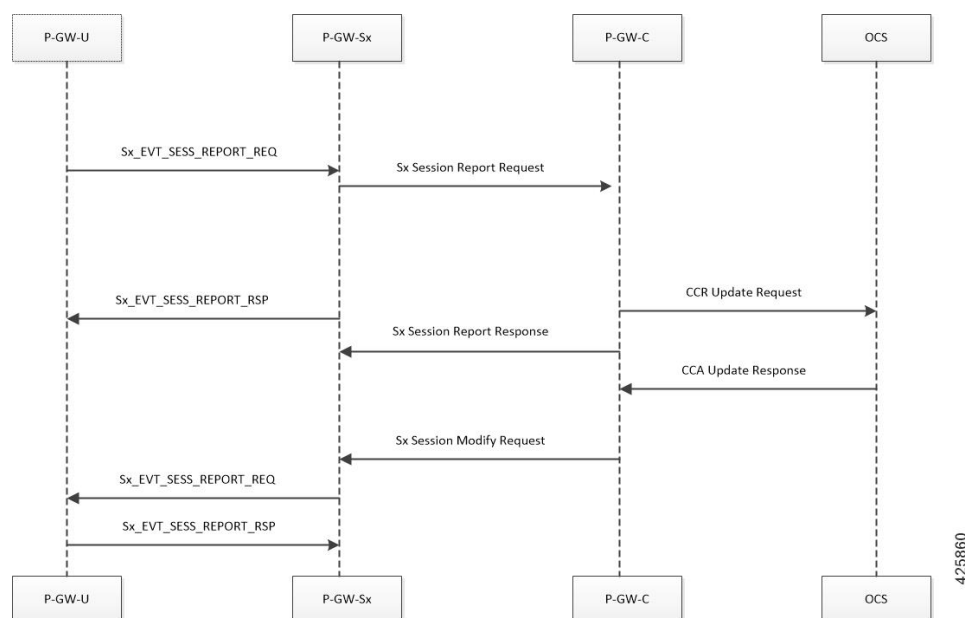 P-GW-U
P-GW-Sx
P-GW-C
OCS
Sx_EVT_SESS_REPORT_REQ
Sx Session Report Request
Sx_EVT_SESS_REPORT_RSP
CCR Update Request
Sx Session Report Response
CCA Update Response
Sx Session Modify Request
Sx_EVT_SESS_REPORT_REQ
Sx_EVT_SESS_REPORT_RSP
P-GW-U
P-GW-Sx
P-GW-C
OCS
425860